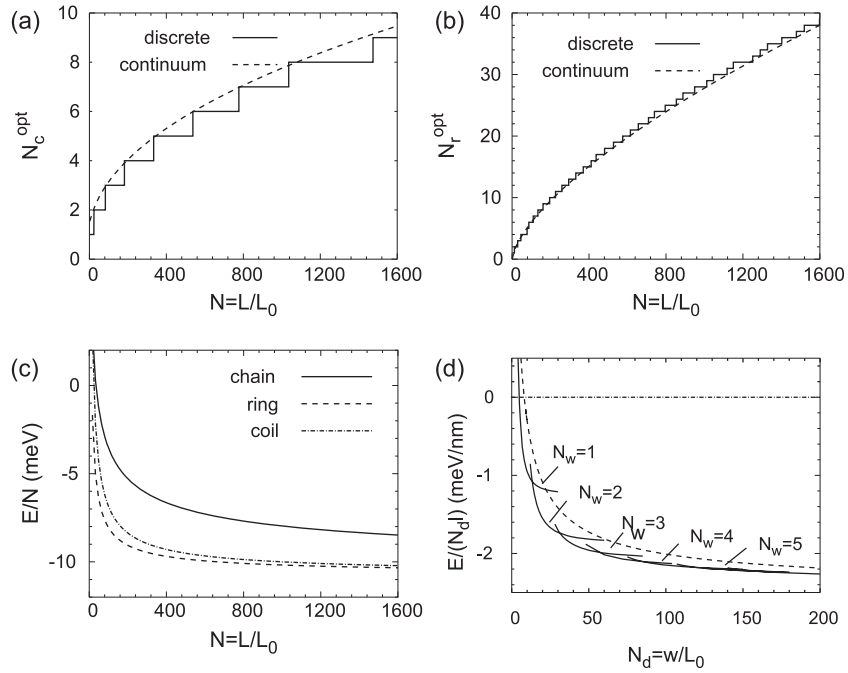 (a)
10
8
6
4
2
0
N_c^opt
discrete
continuum
0 400 800 1200 1600
N=L/L_0
(b)
40
30
20
10
0
N_r^opt
discrete
continuum
0 400 800 1200 1600
N=L/L_0
(c)
0
-5
-10
E/N (meV)
chain
ring
coil
0 400 800 1200 1600
N=L/L_0
(d)
0
-1
-2
E/(N_d l) (meV/nm)
N_w=1
N_w=2
N_w=3
N_w=4
N_w=5
0 50 100 150 200
N_d=w/L_0